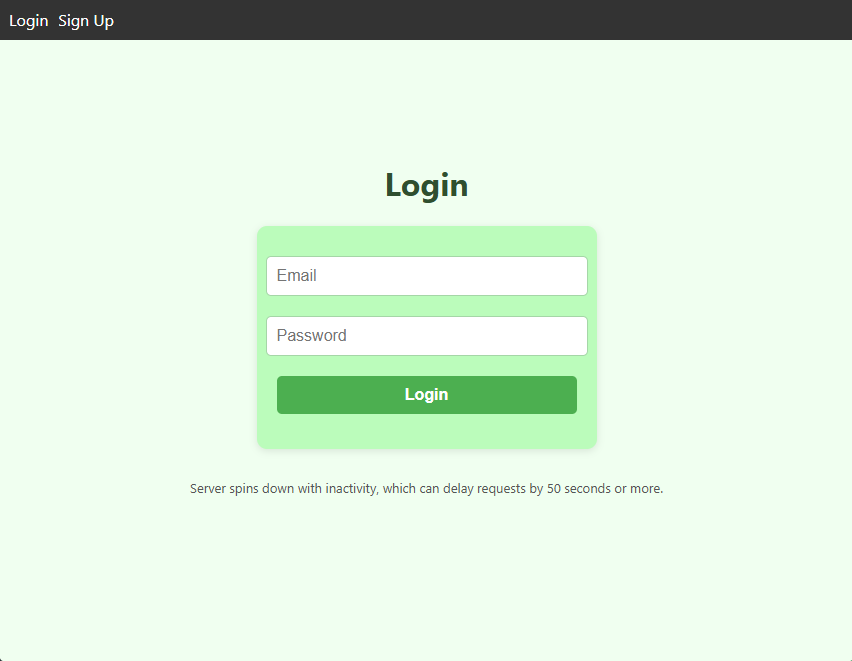 Login Sign Up
Login
Email
Password
Login
Server spins down with inactivity, which can delay requests by 50 seconds or more.